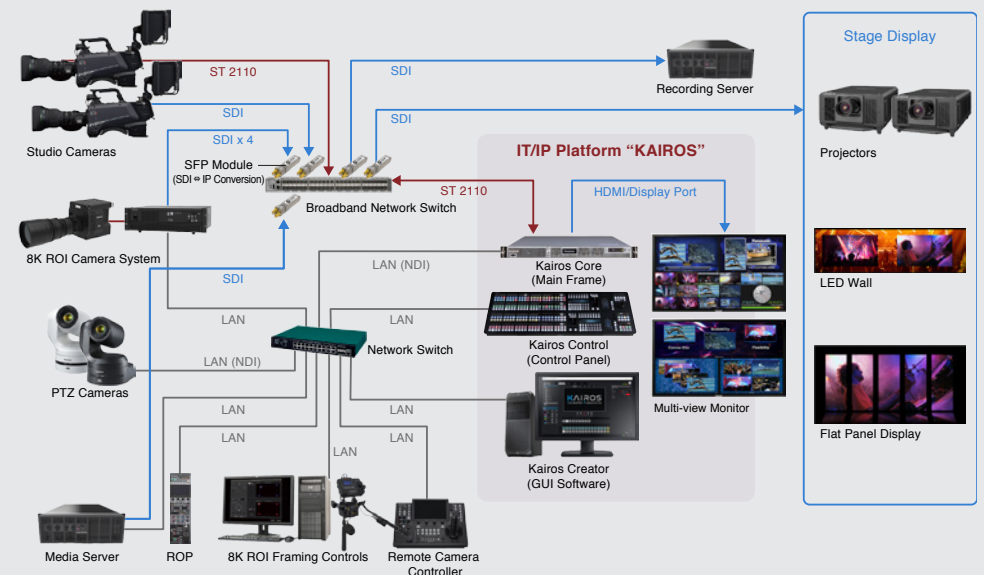 Stage Display
ST 2110
SDI
Recording Server
SDI
SDI
SDI x 4
Studio Cameras
SFP Module
(SDI ⇔ IP Conversion)
IT/IP Platform “KAIROS”
Projectors
ST 2110
HDMI/Display Port
Broadband Network Switch
8K ROI Camera System
LAN (NDI)
Kairos Core
(Main Frame)
SDI
LED Wall
LAN
LAN
Kairos Control
(Control Panel)
Network Switch
LAN (NDI)
PTZ Cameras
Multi-view Monitor
KAIROS
LAN
LAN
LAN
LAN
Flat Panel Display
LAN
Kairos Creator
(GUI Software)
Media Server
ROP
8K ROI Framing Controls
Remote Camera
Controller